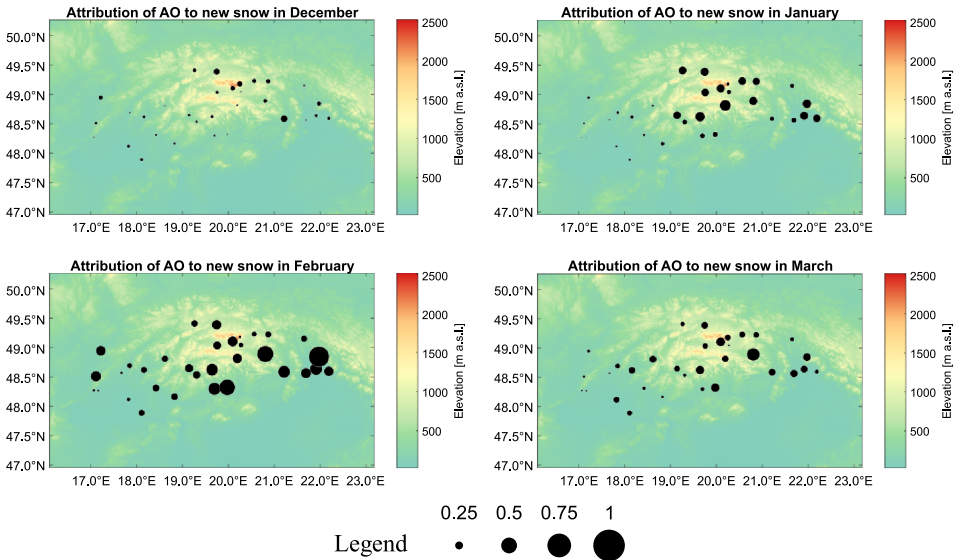 Attribution of AO to new snow in December
50.0°N
49.5°N
49.0°N
48.5°N
48.0°N
47.5°N
47.0°N
17.0°E 18.0°E 19.0°E 20.0°E 21.0°E 22.0°E 23.0°E
2500
2000
1500
1000
500
Elevation [m a.s.l.]
Attribution of AO to new snow in January
50.0°N
49.5°N
49.0°N
48.5°N
48.0°N
47.5°N
47.0°N
17.0°E 18.0°E 19.0°E 20.0°E 21.0°E 22.0°E 23.0°E
2500
2000
1500
1000
500
Elevation [m a.s.l.]
Attribution of AO to new snow in February
50.0°N
49.5°N
49.0°N
48.5°N
48.0°N
47.5°N
47.0°N
17.0°E 18.0°E 19.0°E 20.0°E 21.0°E 22.0°E 23.0°E
2500
2000
1500
1000
500
Elevation [m a.s.l.]
Attribution of AO to new snow in March
50.0°N
49.5°N
49.0°N
48.5°N
48.0°N
47.5°N
47.0°N
17.0°E 18.0°E 19.0°E 20.0°E 21.0°E 22.0°E 23.0°E
2500
2000
1500
1000
500
Elevation [m a.s.l.]
0.25 0.5 0.75 1
Legend